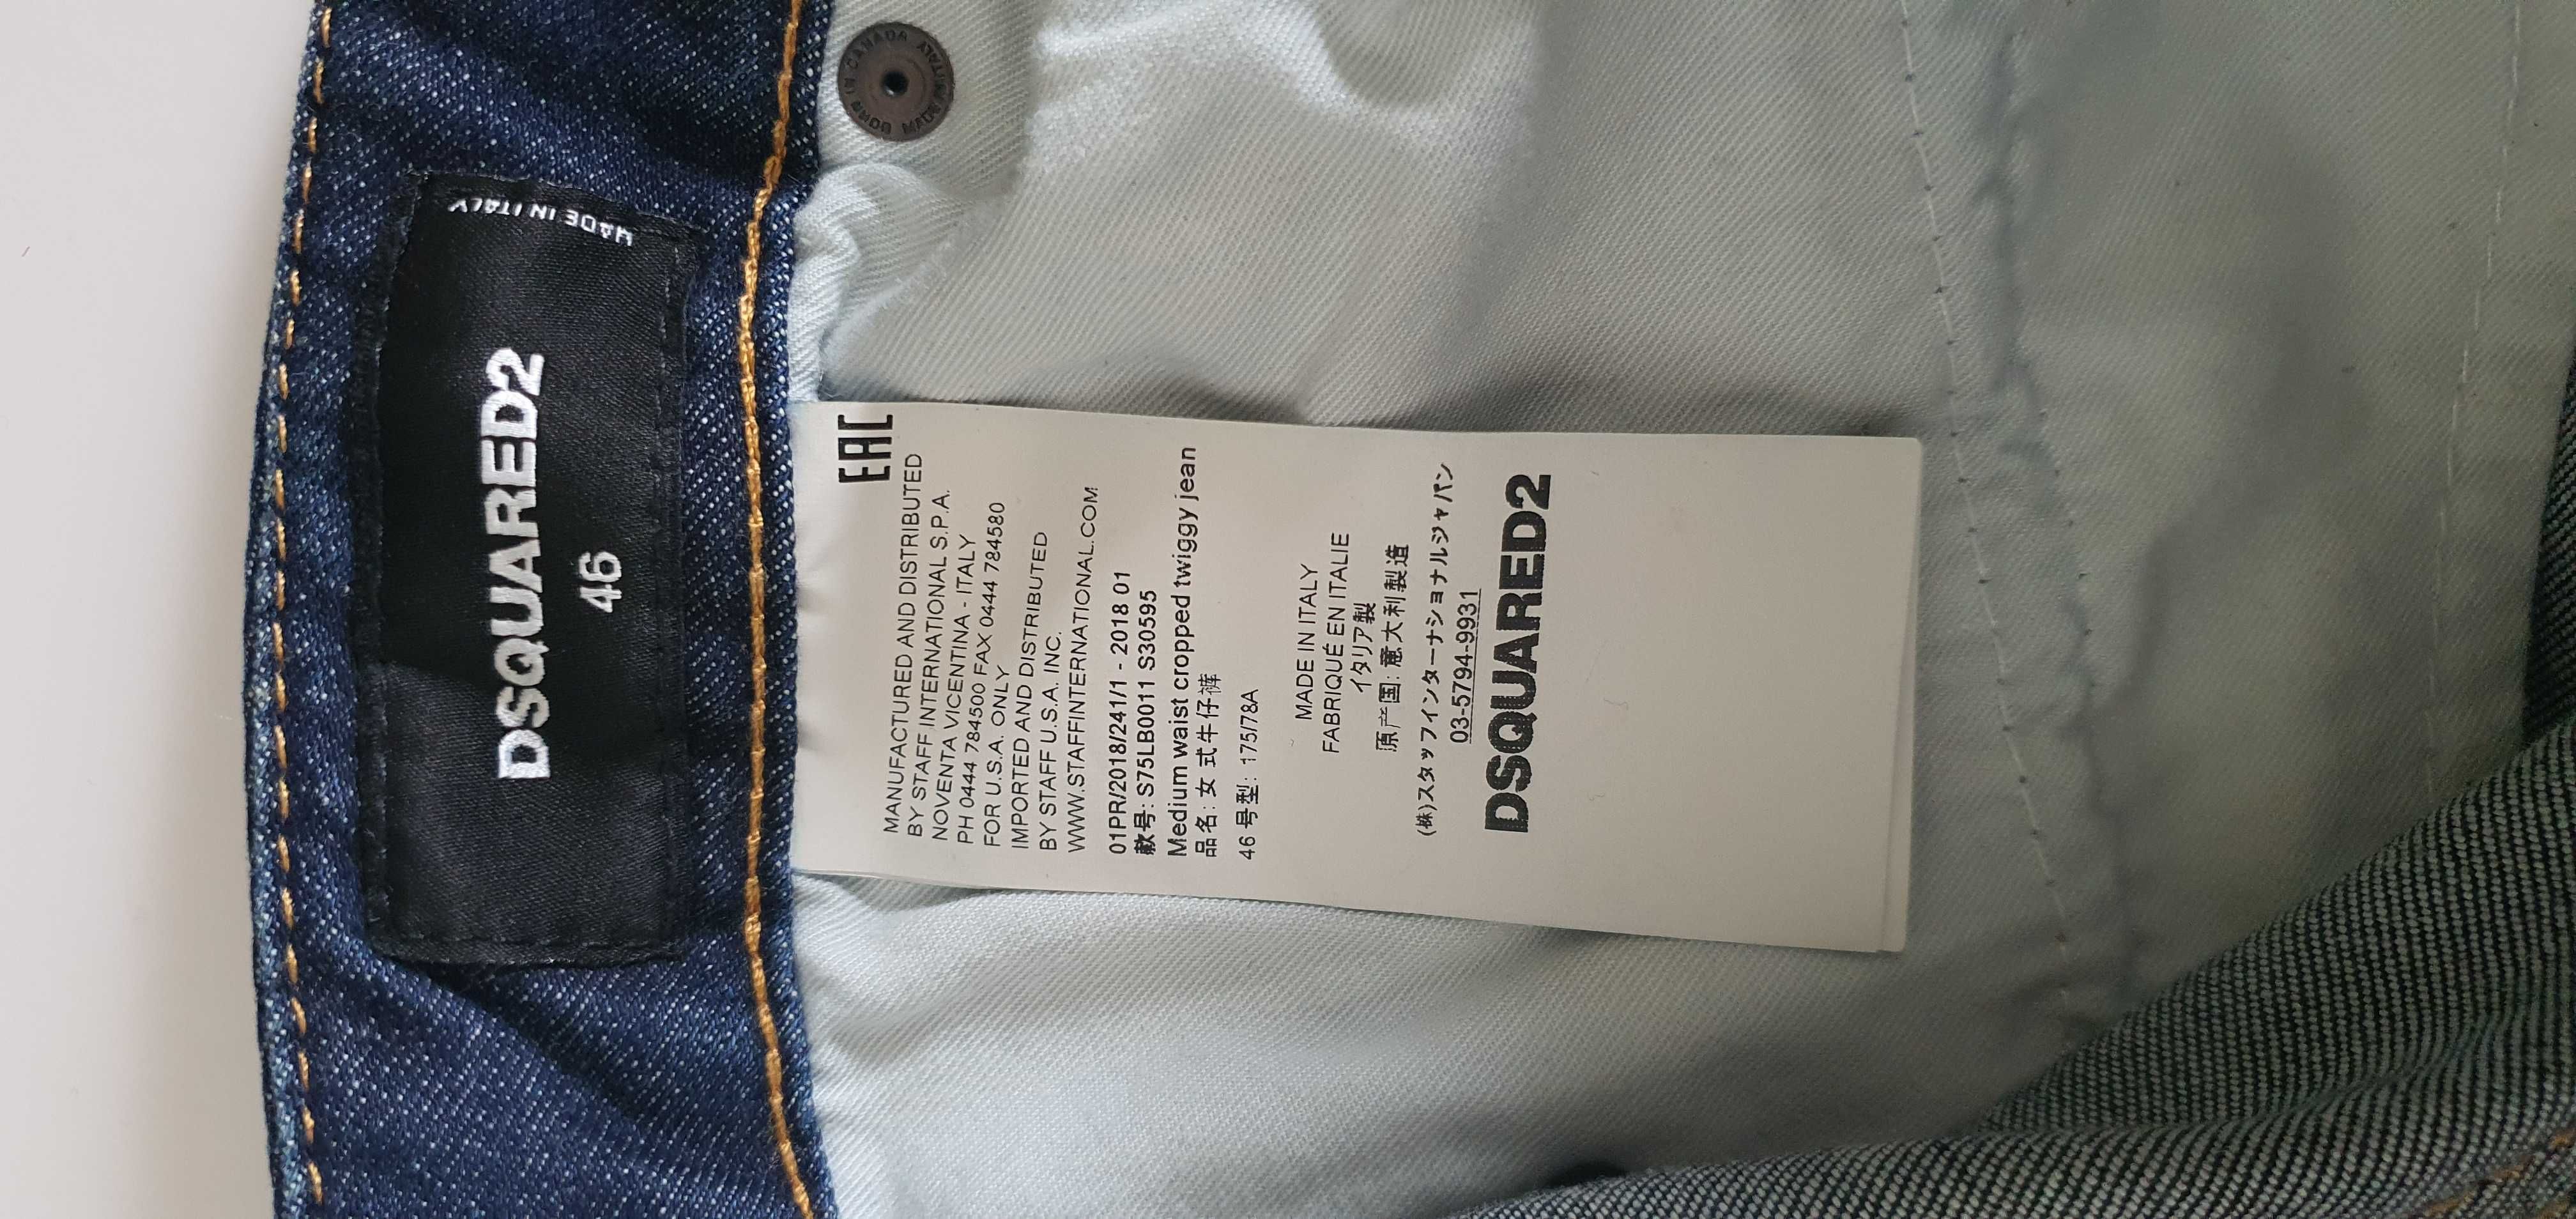 DSQUARED2
46
MADE IN ITALY
BORN IN CANADA MADE IN ITALY
EAC
MANUFACTURED AND DISTRIBUTED
BY STAFF INTERNATIONAL S.P.A.
NOVENTA VICENTINA - ITALY
PH 0444 784500 FAX 0444 784580
FOR U.S.A. ONLY
IMPORTED AND DISTRIBUTED
BY STAFF U.S.A. INC.
WWW.STAFFINTERNATIONAL.COM
01PR/2018/241/1 - 2018 01
款号: S75LB0011 S30595
Medium waist cropped twiggy jean
品名: 女 式牛仔裤
46 号型: 175/78A
MADE IN ITALY
FABRIQUÉ EN ITALIE
イタリア製
原产国: 意大利製造
(株)スタッフインターナショナルジャパン
03-5794-9931
DSQUARED2